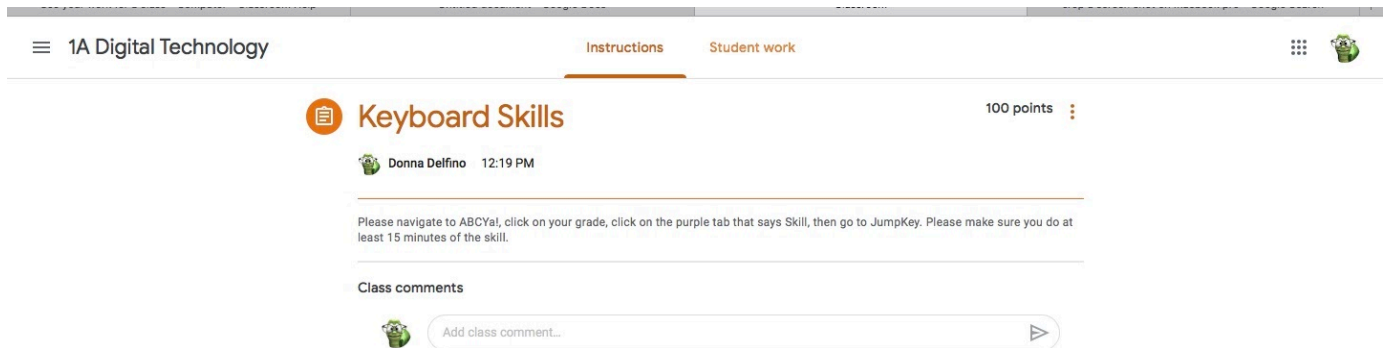 1A Digital Technology
Instructions
Student work
Keyboard Skills
100 points
Donna Delfino 12:19 PM
Please navigate to ABCYa!, click on your grade, click on the purple tab that says Skill, then go to JumpKey. Please make sure you do at
least 15 minutes of the skill.
Class comments
Add class comment...